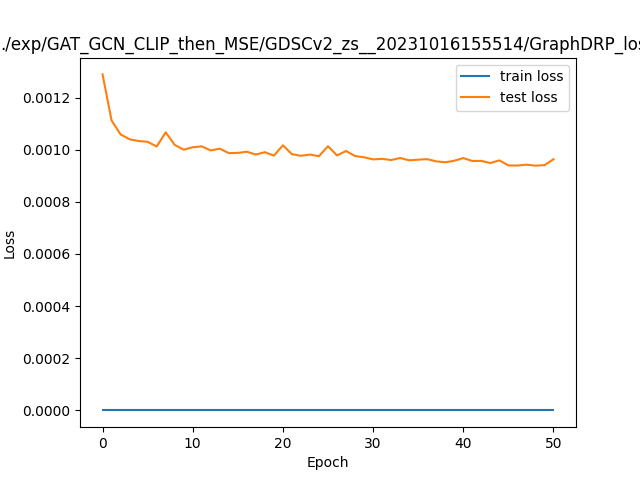 ./exp/GAT_GCN_CLIP_then_MSE/GDSCv2_zs__20231016155514/GraphDRP_los
train loss
test loss
0.0012
0.0010
0.0008
0.0006
0.0004
0.0002
0.0000
Loss
0 10 20 30 40 50
Epoch